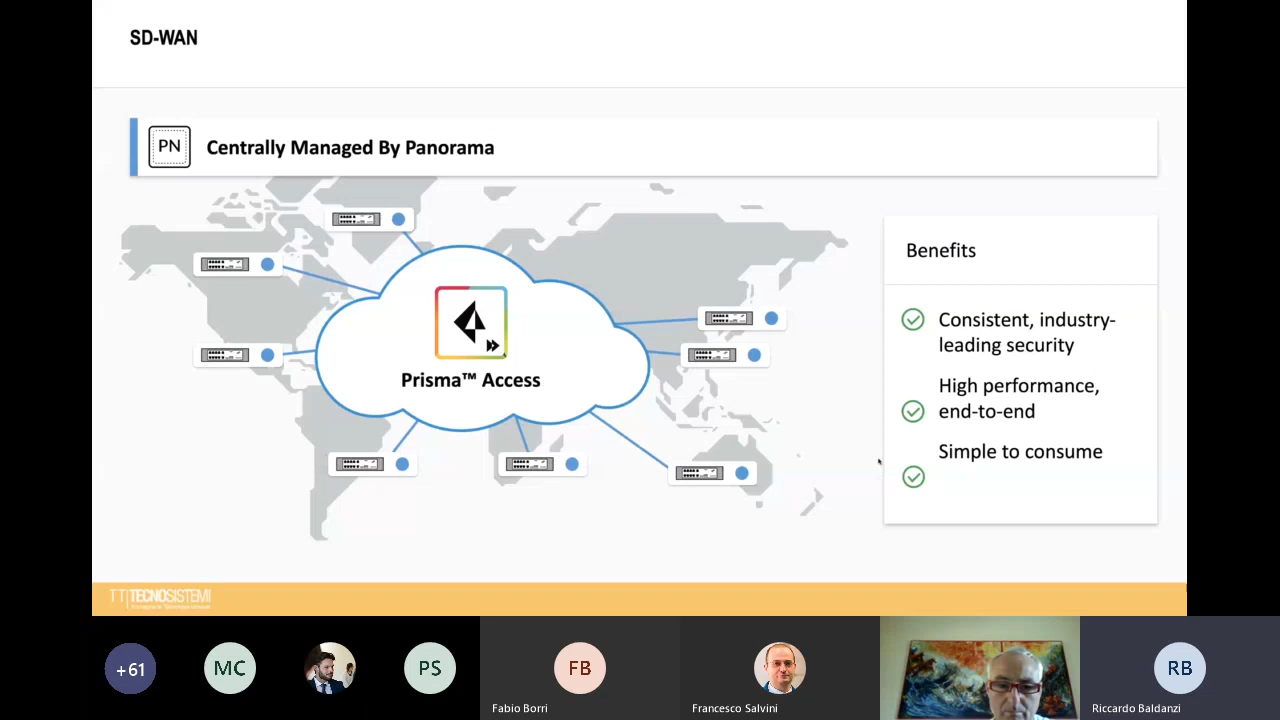 SD-WAN
PN
Centrally Managed By Panorama
Prisma™ Access
Benefits
Consistent, industry-
leading security
High performance,
end-to-end
Simple to consume
TT TECNOSISTEMI
+61
MC
PS
FB
Fabio Borri
Francesco Salvini
RB
Riccardo Baldanzi